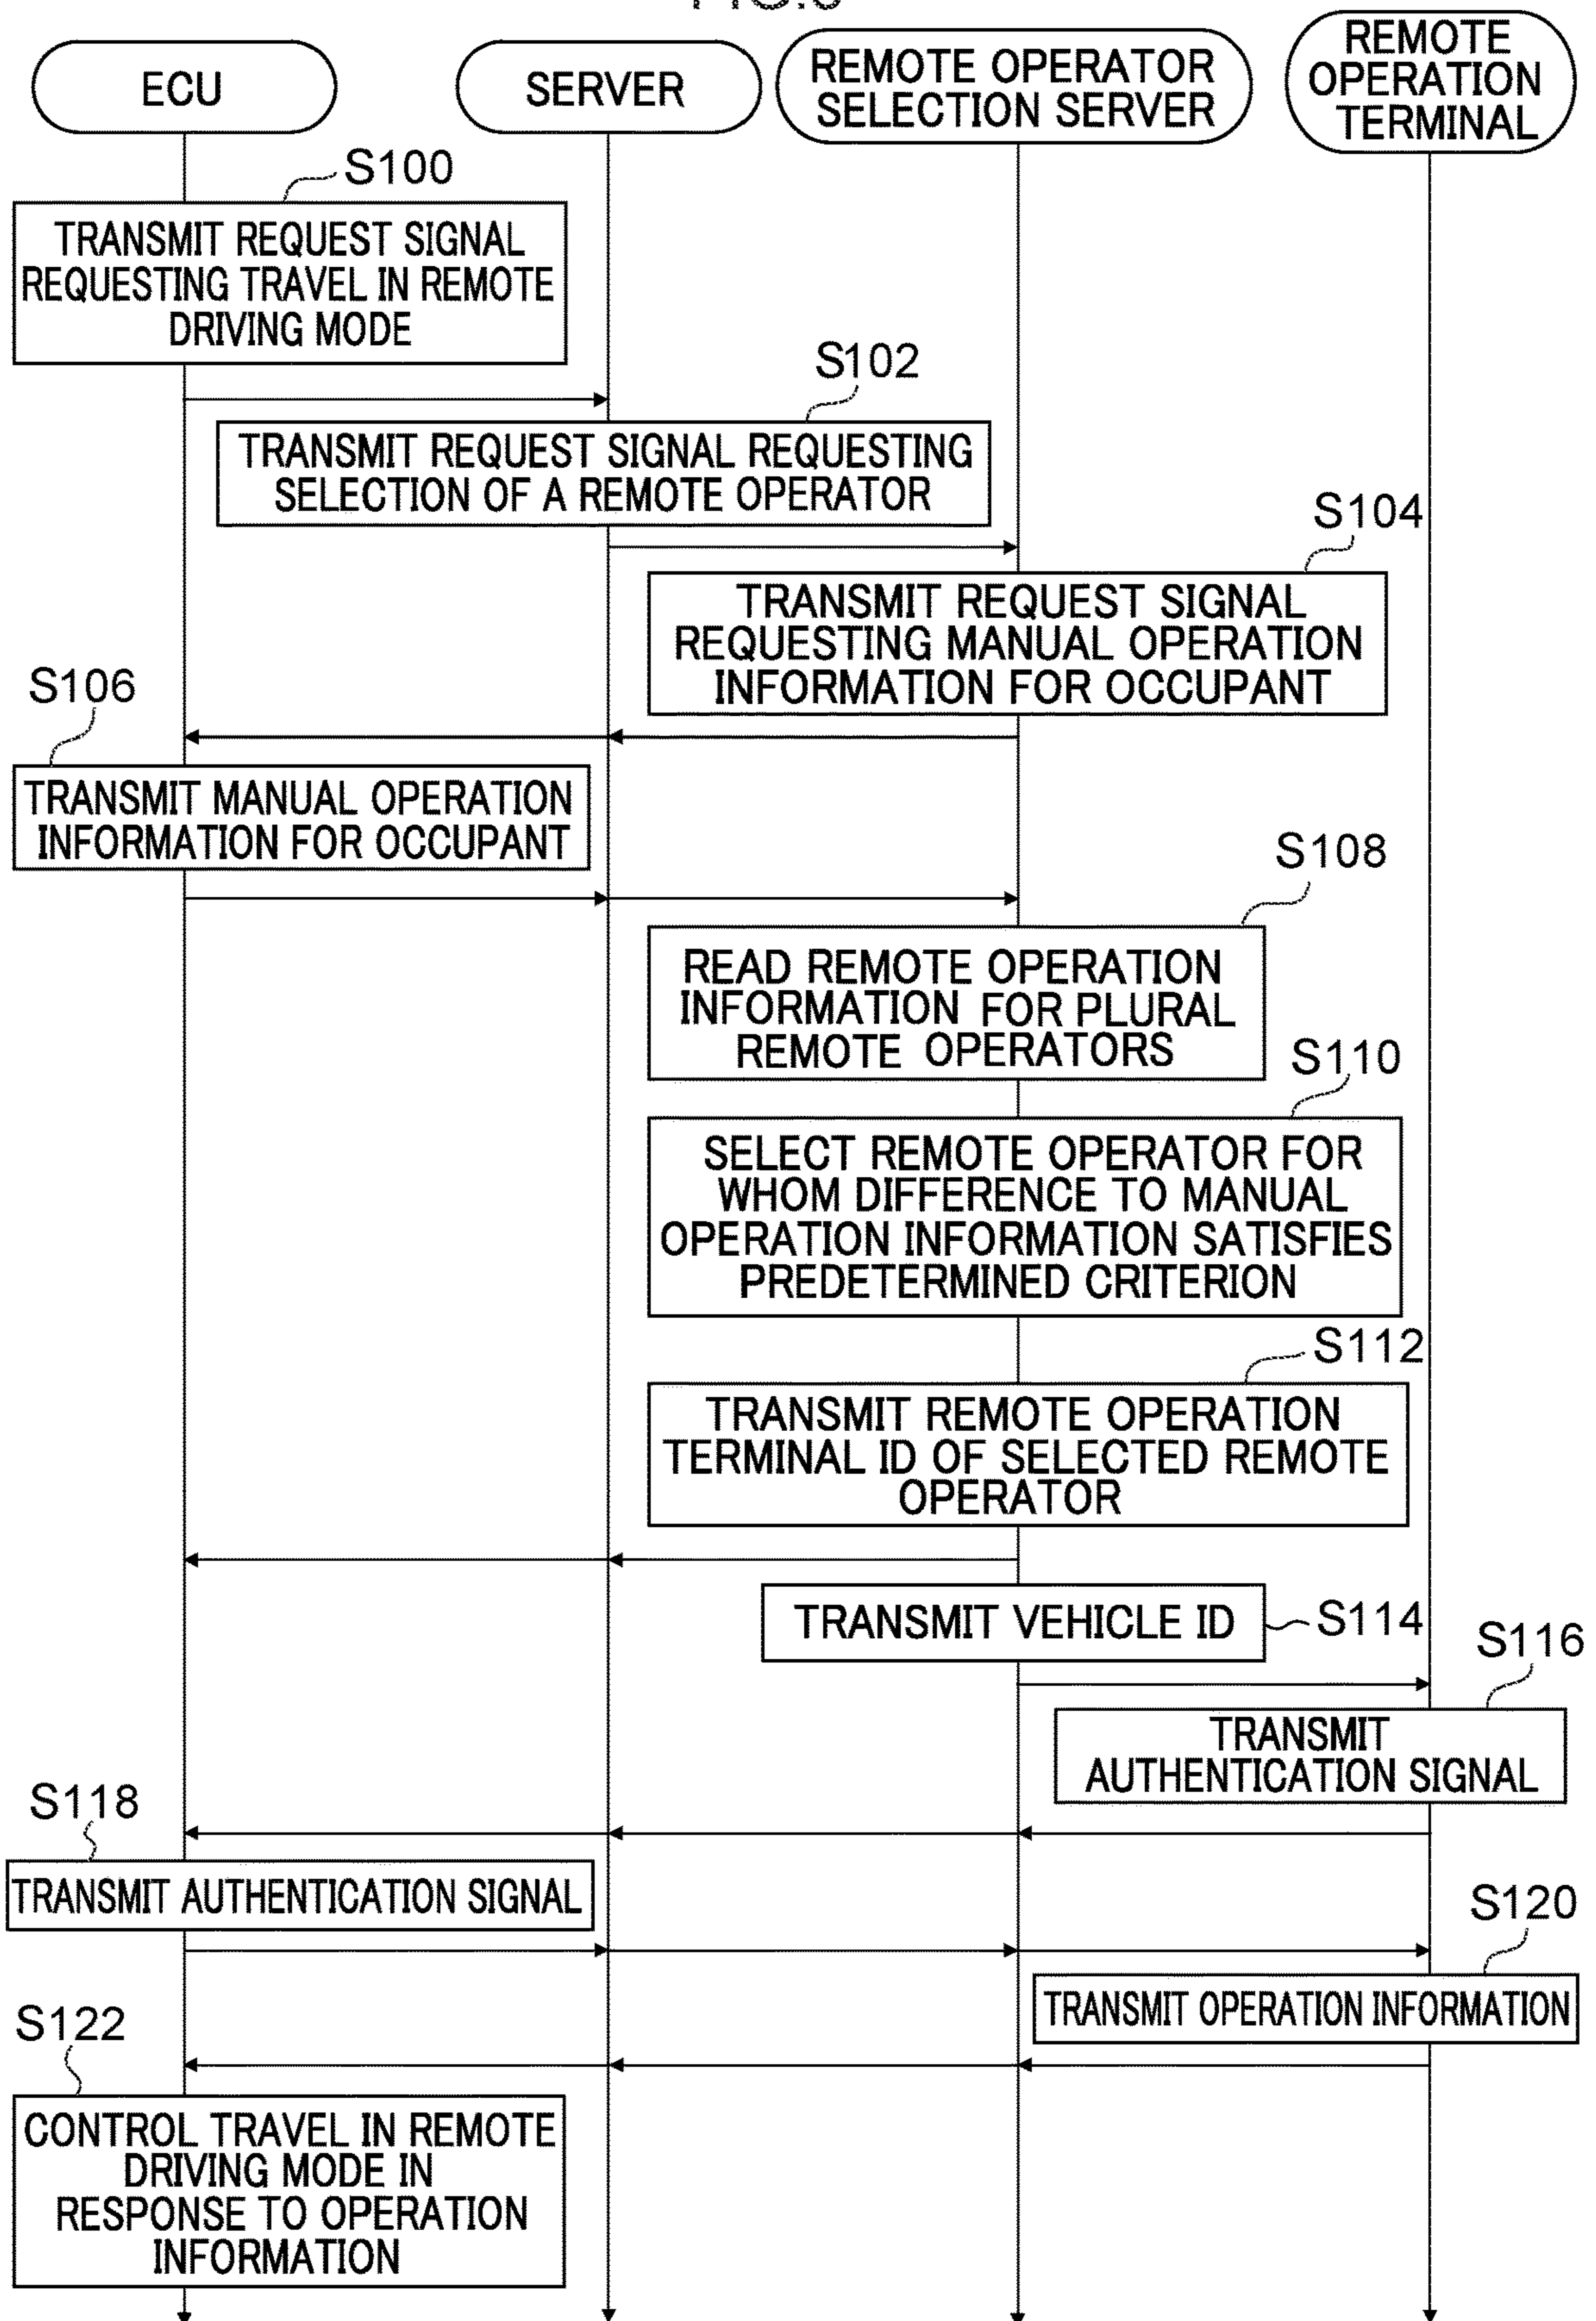 ECU
SERVER
REMOTE OPERATOR
SELECTION SERVER
REMOTE
OPERATION
TERMINAL
S100
TRANSMIT REQUEST SIGNAL
REQUESTING TRAVEL IN REMOTE
DRIVING MODE
S102
TRANSMIT REQUEST SIGNAL REQUESTING
SELECTION OF A REMOTE OPERATOR
S104
TRANSMIT REQUEST SIGNAL
REQUESTING MANUAL OPERATION
INFORMATION FOR OCCUPANT
S106
TRANSMIT MANUAL OPERATION
INFORMATION FOR OCCUPANT
S108
READ REMOTE OPERATION
INFORMATION FOR PLURAL
REMOTE OPERATORS
S110
SELECT REMOTE OPERATOR FOR
WHOM DIFFERENCE TO MANUAL
OPERATION INFORMATION SATISFIES
PREDETERMINED CRITERION
S112
TRANSMIT REMOTE OPERATION
TERMINAL ID OF SELECTED REMOTE
OPERATOR
TRANSMIT VEHICLE ID
S114
S116
TRANSMIT
AUTHENTICATION SIGNAL
S118
TRANSMIT AUTHENTICATION SIGNAL
S120
TRANSMIT OPERATION INFORMATION
S122
CONTROL TRAVEL IN REMOTE
DRIVING MODE IN
RESPONSE TO OPERATION
INFORMATION